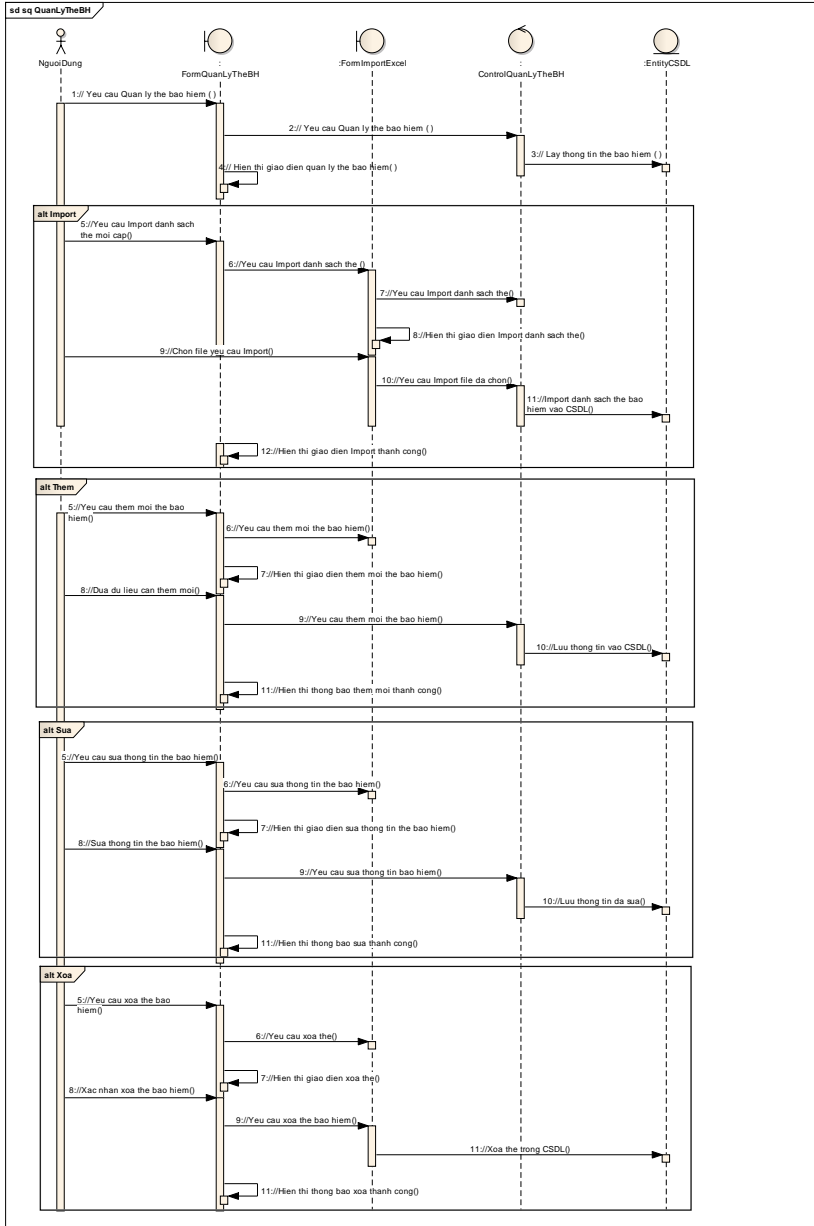 sd sq QuanLyTheBH
NguoiDung
:
FormQuanLyTheBH
:FormImportExcel
:
ControlQuanLyTheBH
:EntityCSDL
1:// Yeu cau Quan ly the bao hiem ( )
2:// Yeu cau Quan ly the bao hiem ( )
3:// Lay thong tin the bao hiem ( )
4:// Hien thi giao dien quan ly the bao hiem( )
alt Import
5://Yeu cau Import danh sach
the moi cap()
6://Yeu cau Import danh sach the ()
7://Yeu cau Import danh sach the()
8://Hien thi giao dien Import danh sach the()
9://Chon file yeu cau Import()
10://Yeu cau Import file da chon()
11://Import danh sach the bao
hiem vao CSDL()
12://Hien thi giao dien Import thanh cong()
alt Them
5://Yeu cau them moi the bao
hiem()
6://Yeu cau them moi the bao hiem()
7://Hien thi giao dien them moi the bao hiem()
8://Dua du lieu can them moi()
9://Yeu cau them moi the bao hiem()
10://Luu thong tin vao CSDL()
11://Hien thi thong bao them moi thanh cong()
alt Sua
5://Yeu cau sua thong tin the bao hiem()
6://Yeu cau sua thong tin the bao hiem()
7://Hien thi giao dien sua thong tin the bao hiem()
8://Sua thong tin the bao hiem()
9://Yeu cau sua thong tin bao hiem()
10://Luu thong tin da sua()
11://Hien thi thong bao sua thanh cong()
alt Xoa
5://Yeu cau xoa the bao
hiem()
6://Yeu cau xoa the()
7://Hien thi giao dien xoa the()
8://Xac nhan xoa the bao hiem()
9://Yeu cau xoa the bao hiem()
11://Xoa the trong CSDL()
11://Hien thi thong bao xoa thanh cong()